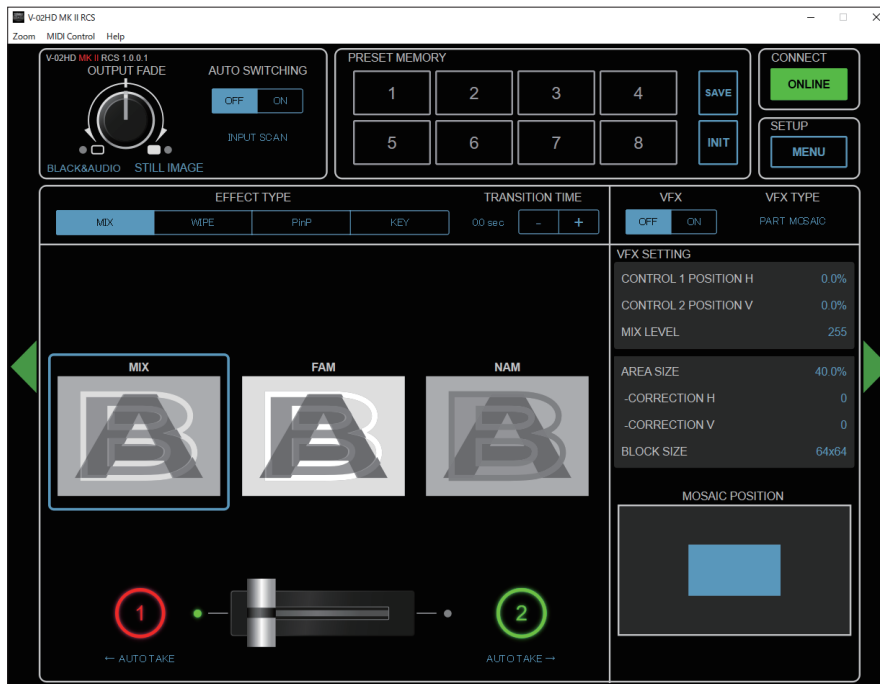 V-02HD MK II RCS
Zoom MIDI Control Help
V-02HD MK II RCS 1.0.0.1
OUTPUT FADE
BLACK&AUDIO STILL IMAGE
AUTO SWITCHING
OFF ON
INPUT SCAN
PRESET MEMORY
1 2 3 4 SAVE
5 6 7 8 INIT
CONNECT
ONLINE
SETUP
MENU
EFFECT TYPE
MIX WIPE PinP KEY
TRANSITION TIME
0.0 sec - +
VFX
OFF ON
VFX TYPE
PART MOSAIC
MIX FAM NAM
A B A B A B
1 2
← AUTO TAKE AUTO TAKE →
VFX SETTING
CONTROL 1 POSITION H 0.0%
CONTROL 2 POSITION V 0.0%
MIX LEVEL 255
AREA SIZE 40.0%
-CORRECTION H 0
-CORRECTION V 0
BLOCK SIZE 64x64
MOSAIC POSITION